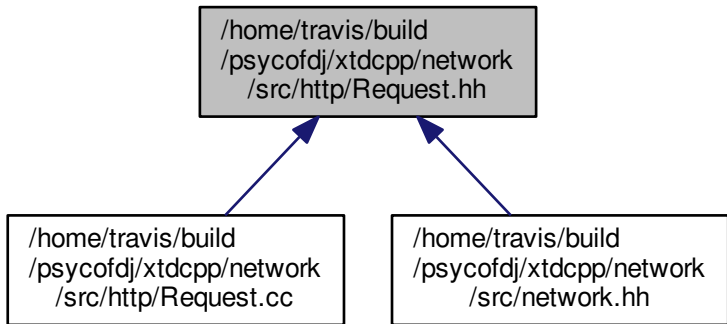 /home/travis/build
/psycofdj/xtdcpp/network
/src/http/Request.hh
/home/travis/build
/psycofdj/xtdcpp/network
/src/http/Request.cc
/home/travis/build
/psycofdj/xtdcpp/network
/src/network.hh